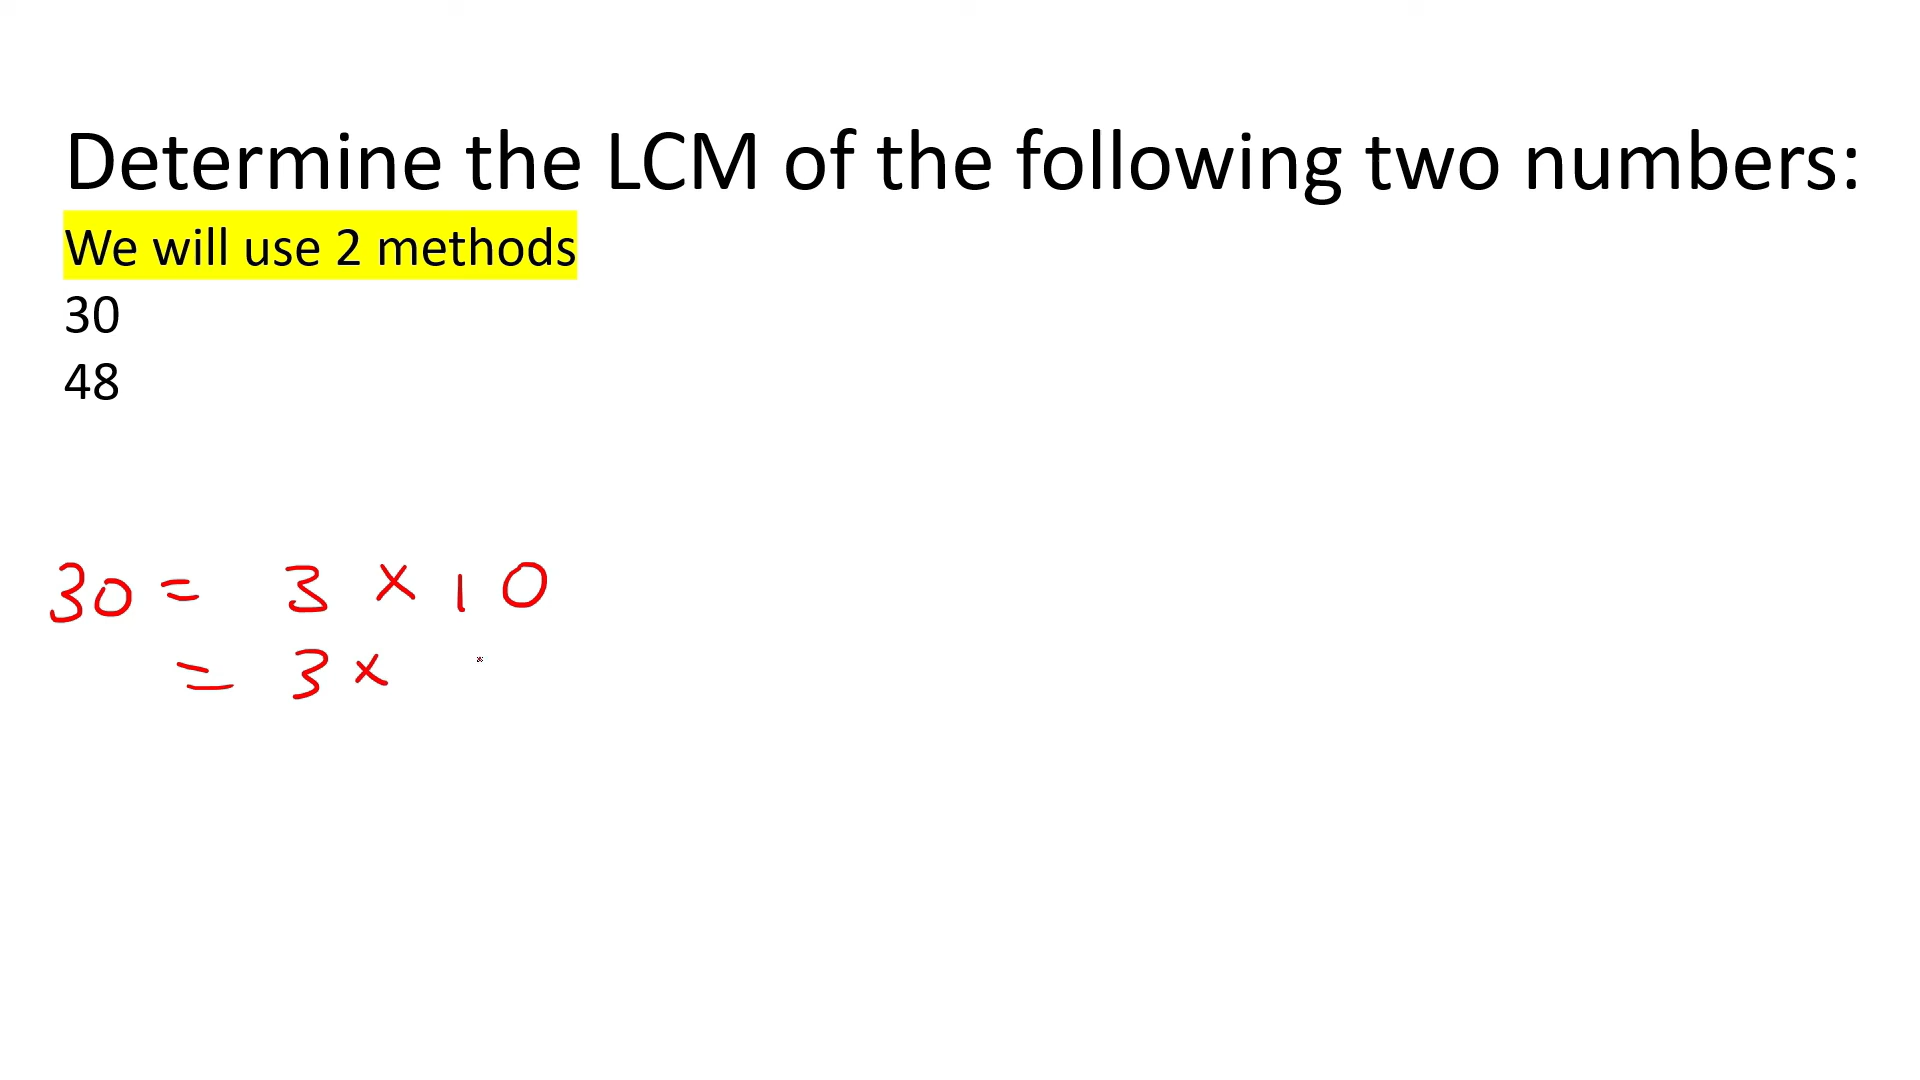 Determine the LCM of the following two numbers:
We will use 2 methods
30
48
30 = 3 × 10
= 3 ×